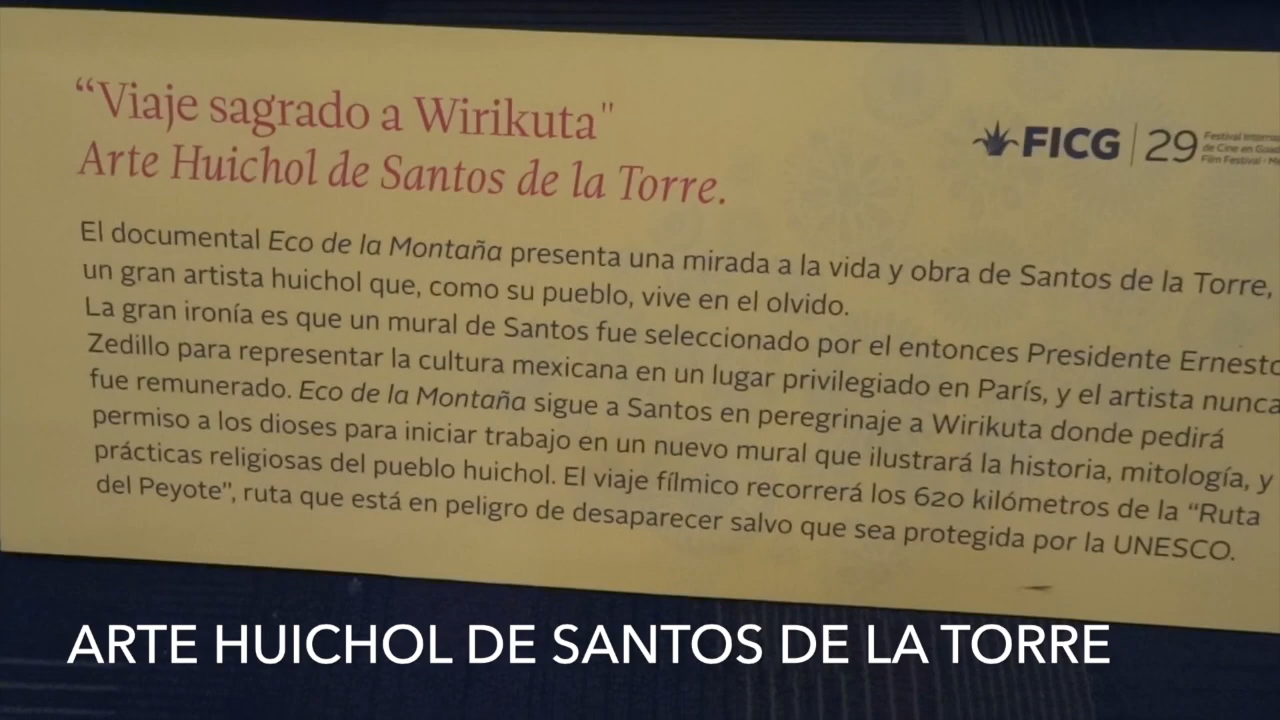 “Viaje sagrado a Wirikuta"
Arte Huichol de Santos de la Torre.
FICG 29
Festival
de Cine en
Film Festival
El documental Eco de la Montaña presenta una mirada a la vida y obra de Santos de la Torre,
un gran artista huichol que, como su pueblo, vive en el olvido.
La gran ironía es que un mural de Santos fue seleccionado por el entonces Presidente Ernesto
Zedillo para representar la cultura mexicana en un lugar privilegiado en París, y el artista nunca
fue remunerado. Eco de la Montaña sigue a Santos en peregrinaje a Wirikuta donde pedirá
permiso a los dioses para iniciar trabajo en un nuevo mural que ilustrará la historia, mitología, y
prácticas religiosas del pueblo huichol. El viaje fílmico recorrerá los 620 kilómetros de la “Ruta
del Peyote”, ruta que está en peligro de desaparecer salvo que sea protegida por la UNESCO.
ARTE HUICHOL DE SANTOS DE LA TORRE